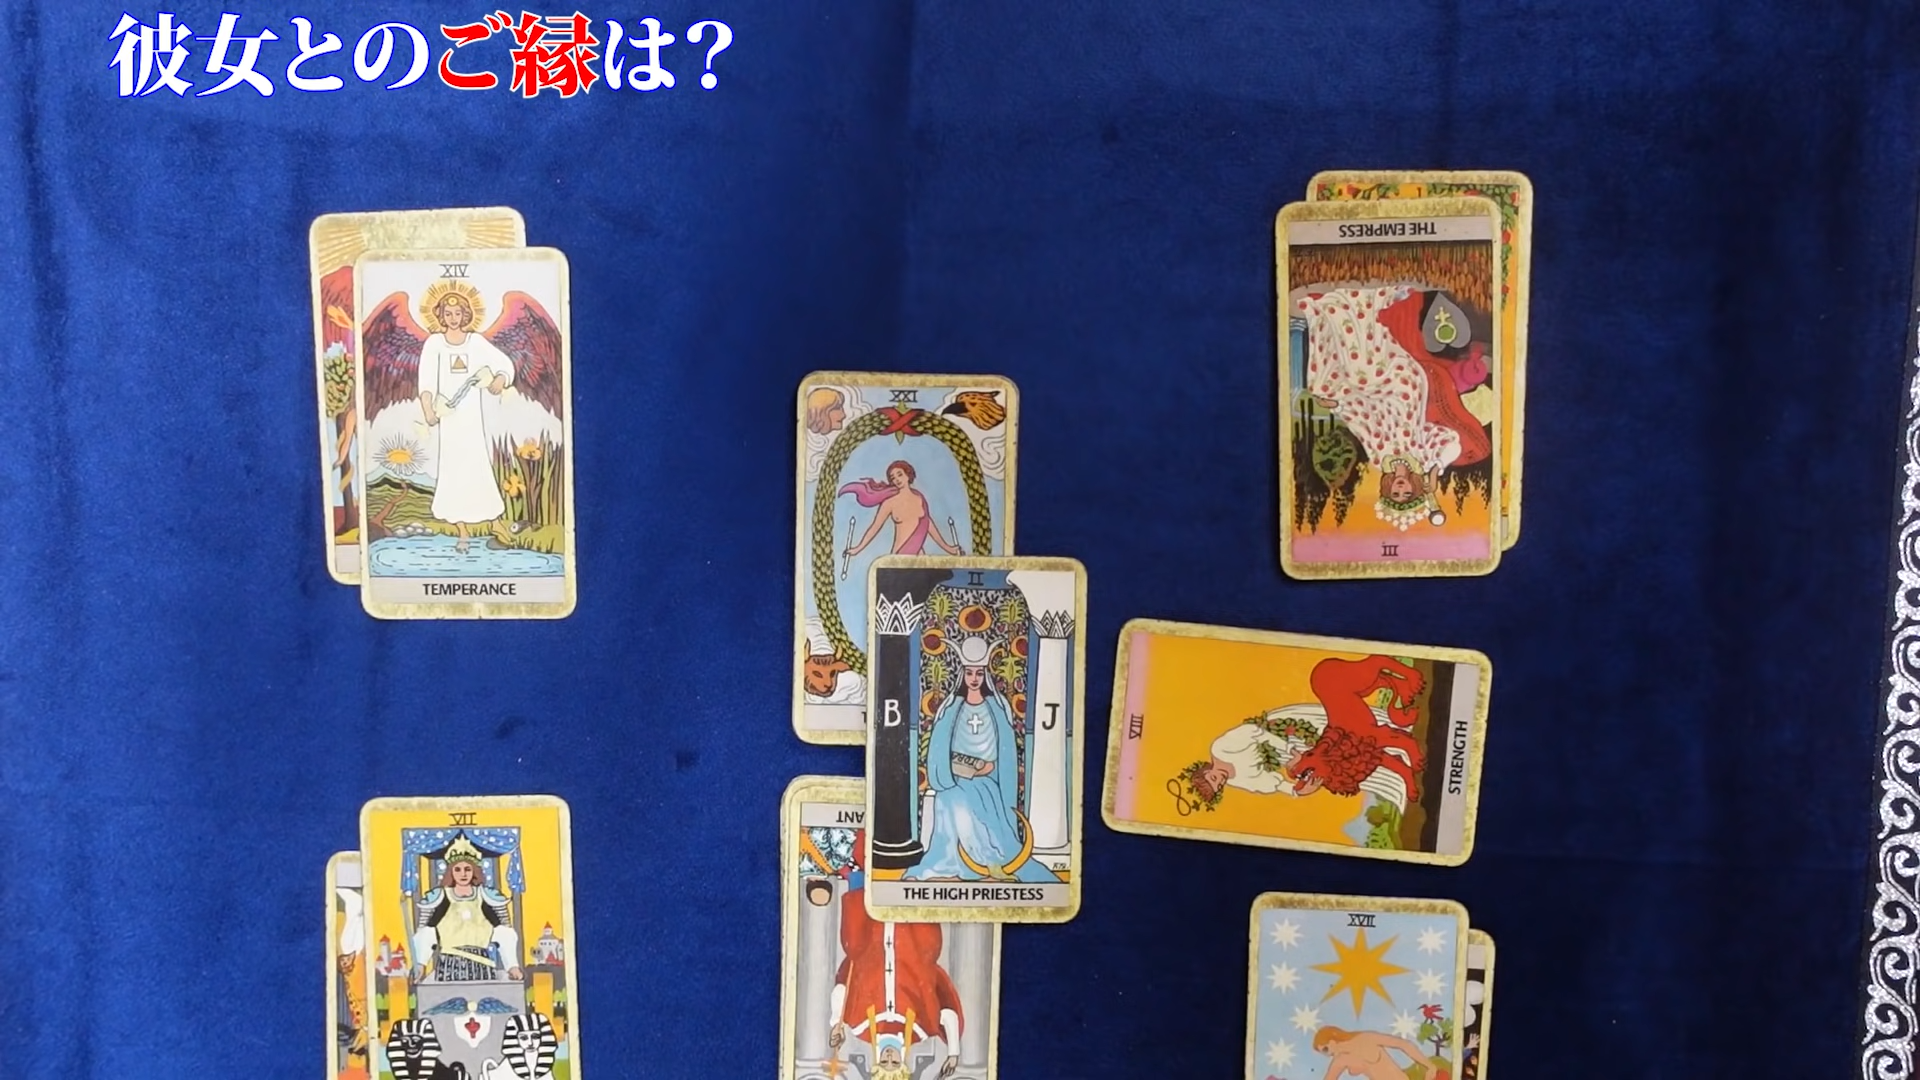 彼女とのご縁は？
XIV
TEMPERANCE
THE EMPRESS
III
XXI
II
B
J
THE HIGH PRIESTESS
VIII
STRENGTH
VII
ANT
XVII